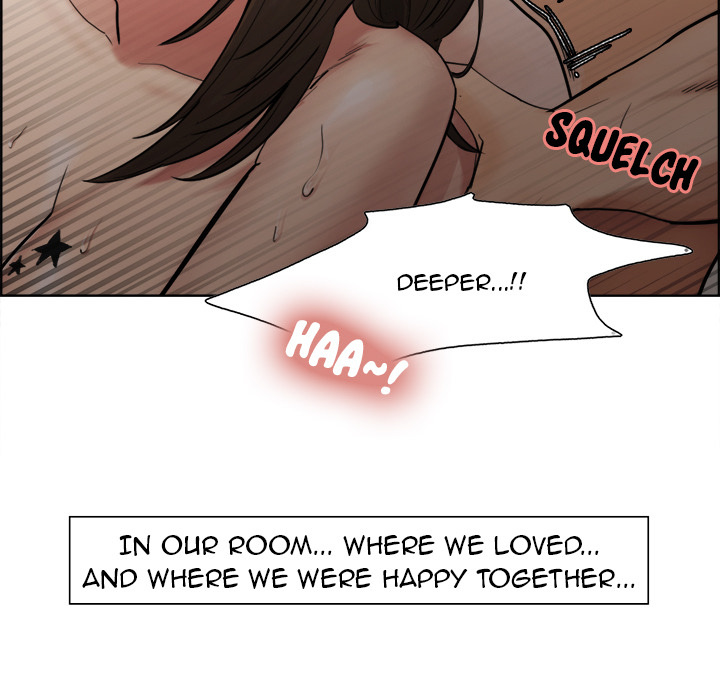 SQUELCH
DEEPER...!!
HAA~!
IN OUR ROOM... WHERE WE LOVED...
AND WHERE WE WERE HAPPY TOGETHER...